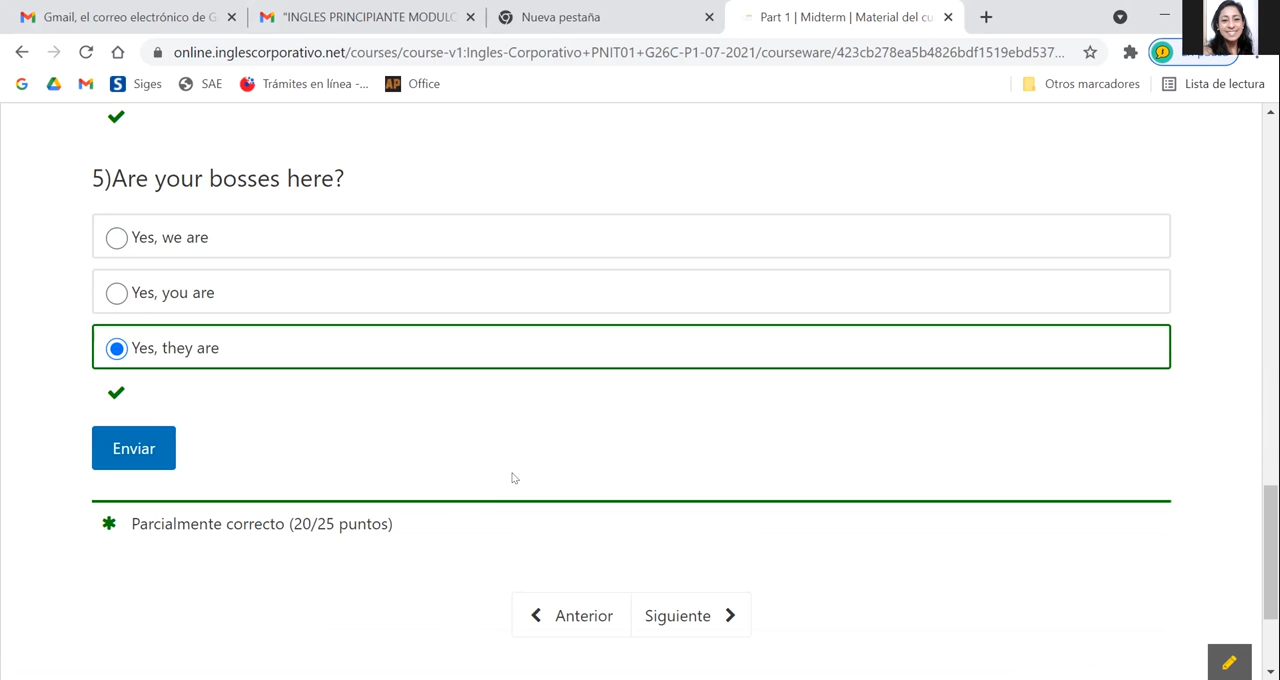 Gmail, el correo electrónico de G
"INGLES PRINCIPIANTE MODULO
Nueva pestaña
Part 1 | Midterm | Material del cu
online.inglescorporativo.net/courses/course-v1:Ingles-Corporativo+PNIT01+G26C-P1-07-2021/courseware/423cb278ea5b4826bdf1519ebd537...
Siges
SAE
Trámites en línea -...
AP Office
Otros marcadores
Lista de lectura
5)Are your bosses here?
Yes, we are
Yes, you are
Yes, they are
Enviar
Parcialmente correcto (20/25 puntos)
Anterior
Siguiente